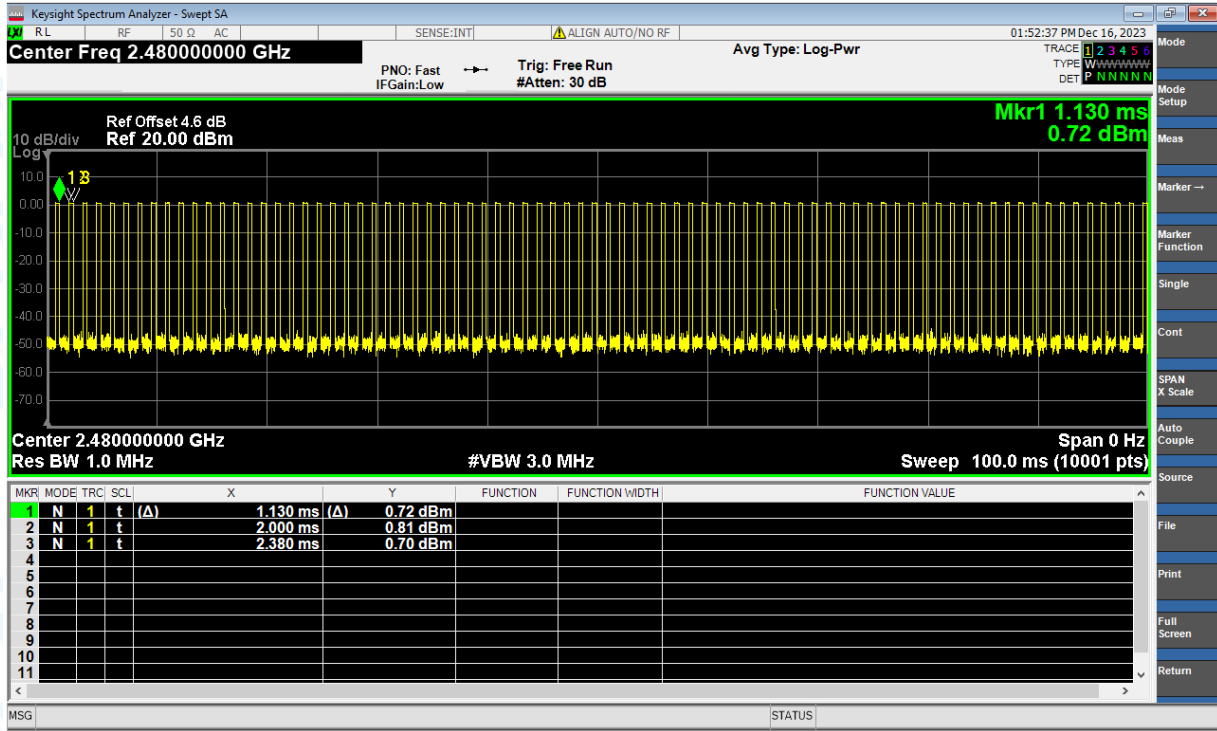 Keysight Spectrum Analyzer - Swept SA
LXI RL RF 50 Ω AC SENSE:INT ALIGN AUTO/NO RF 01:52:37 PM Dec 16, 2023
Center Freq 2.480000000 GHz
Avg Type: Log-Pwr
TRACE 1 2 3 4 5 6
PNO: Fast
Trig: Free Run
TYPE WWWWWW
IFGain:Low
#Atten: 30 dB
DET P N N N N N
Mkr1 1.130 ms
0.72 dBm
Ref Offset 4.6 dB
10 dB/div Ref 20.00 dBm
Log
10.0
0.00
-10.0
-20.0
-30.0
-40.0
-50.0
-60.0
-70.0
Center 2.480000000 GHz Span 0 Hz
Res BW 1.0 MHz #VBW 3.0 MHz Sweep 100.0 ms (10001 pts)
MKR MODE TRC SCL X Y FUNCTION FUNCTION WIDTH FUNCTION VALUE
1 N 1 t (Δ) 1.130 ms (Δ) 0.72 dBm
2 N 1 t 2.000 ms 0.81 dBm
3 N 1 t 2.380 ms 0.70 dBm
4
5
6
7
8
9
10
11
MSG STATUS
Mode
Mode
Setup
Meas
Marker→
Marker
Function
Single
Cont
SPAN
X Scale
Auto
Couple
Source
File
Print
Full
Screen
Return